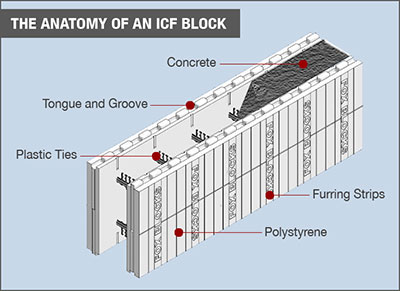 THE ANATOMY OF AN ICF BLOCK
Concrete
Tongue and Groove
Plastic Ties
Furring Strips
Polystyrene